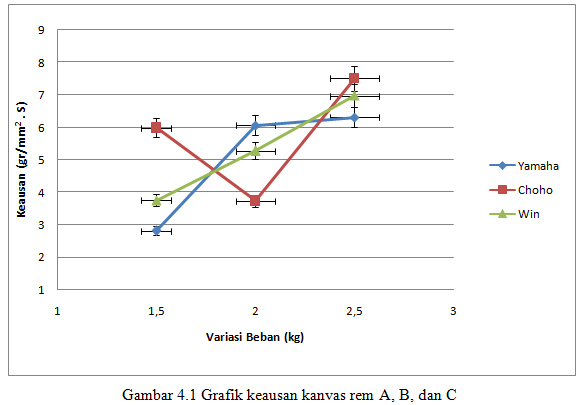 9
8
7
6
5
4
3
2
1
Keausan (gr/mm² . S)
1
1,5
2
2,5
3
Variasi Beban (kg)
Yamaha
Choho
Win
Gambar 4.1 Grafik keausan kanvas rem A, B, dan C